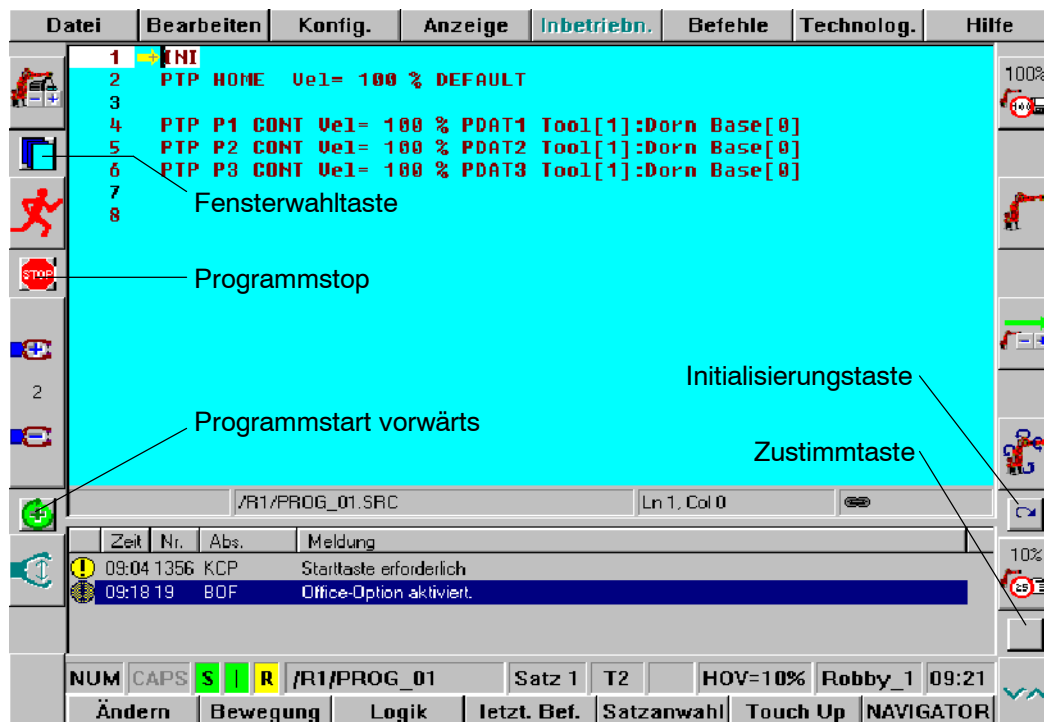 Datei Bearbeiten Konfig. Anzeige Inbetriebn. Befehle Technolog. Hilfe
1 INI
2 PTP HOME Vel= 100 % DEFAULT
3
4 PTP P1 CONT Vel= 100 % PDAT1 Tool[1]:Dorn Base[0]
5 PTP P2 CONT Vel= 100 % PDAT2 Tool[1]:Dorn Base[0]
6 PTP P3 CONT Vel= 100 % PDAT3 Tool[1]:Dorn Base[0]
7
8
100%
Fensterwahltaste
STOP
Programmstop
2
Initialisierungstaste
Programmstart vorwärts
Zustimmtaste
/R1/PROG_01.SRC Ln 1, Col 0
Zeit Nr. Abs. Meldung
09:04 1356 KCP Starttaste erforderlich
09:18 19 BOF Office-Option aktiviert.
10%
NUM CAPS S I R /R1/PROG_01 Satz 1 T2 HOV=10% Robby_1 09:21
Ändern Bewegung Logik letzt. Bef. Satzanwahl Touch Up NAVIGATOR